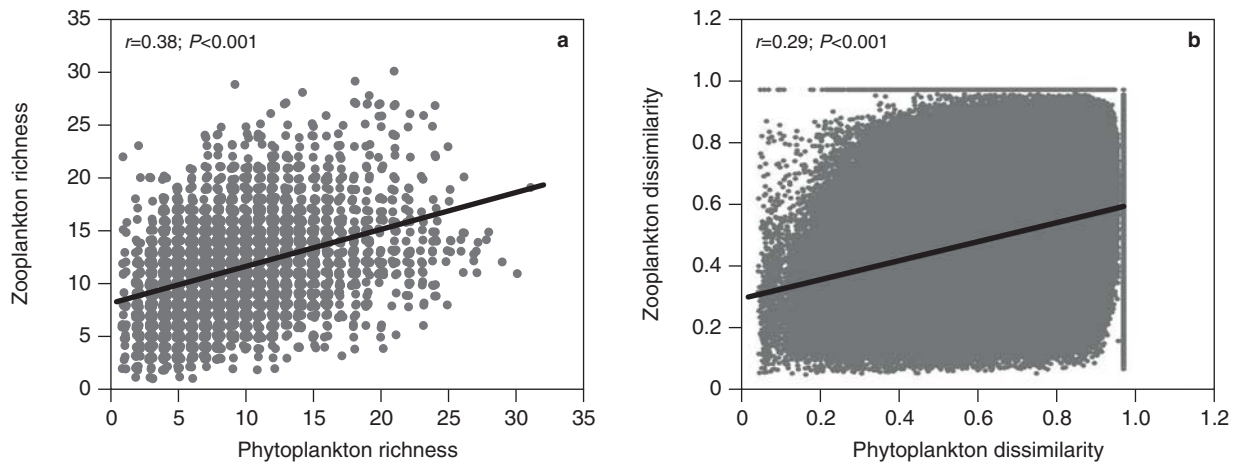 r=0.38; P<0.001
a
Zooplankton richness
35
30
25
20
15
10
5
0
0 5 10 15 20 25 30 35
Phytoplankton richness
r=0.29; P<0.001
b
Zooplankton dissimilarity
1.2
1.0
0.8
0.6
0.4
0.2
0
0 0.2 0.4 0.6 0.8 1.0 1.2
Phytoplankton dissimilarity